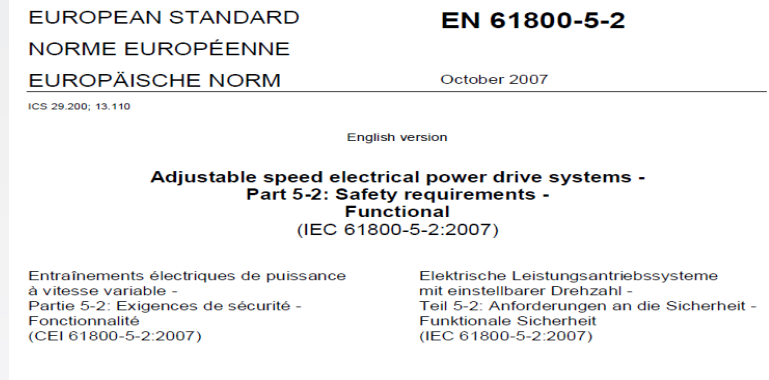 EUROPEAN STANDARD
NORME EUROPÉENNE
EUROPÄISCHE NORM
EN 61800-5-2
October 2007
ICS 29.200; 13.110
English version
Adjustable speed electrical power drive systems -
Part 5-2: Safety requirements -
Functional
(IEC 61800-5-2:2007)
Entraînements électriques de puissance
à vitesse variable -
Partie 5-2: Exigences de sécurité -
Fonctionnalité
(CEI 61800-5-2:2007)
Elektrische Leistungsantriebssysteme
mit einstellbarer Drehzahl -
Teil 5-2: Anforderungen an die Sicherheit -
Funktionale Sicherheit
(IEC 61800-5-2:2007)